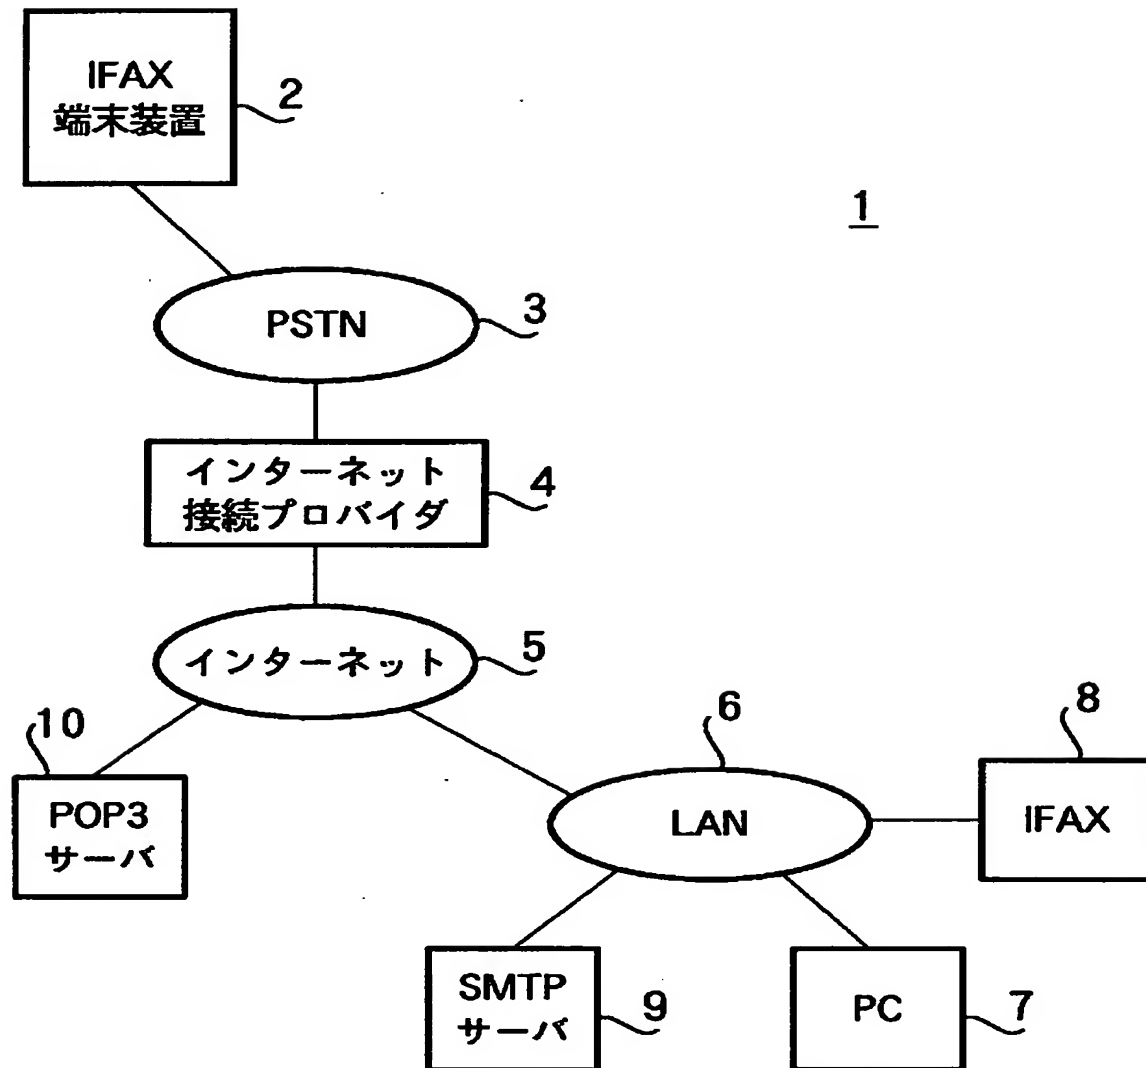 IFAX
端末装置
2
1
PSTN
3
インターネット
接続プロバイダ
4
インターネット
5
10
6
8
POP3
サーバ
LAN
IFAX
SMTP
サーバ
9
PC
7